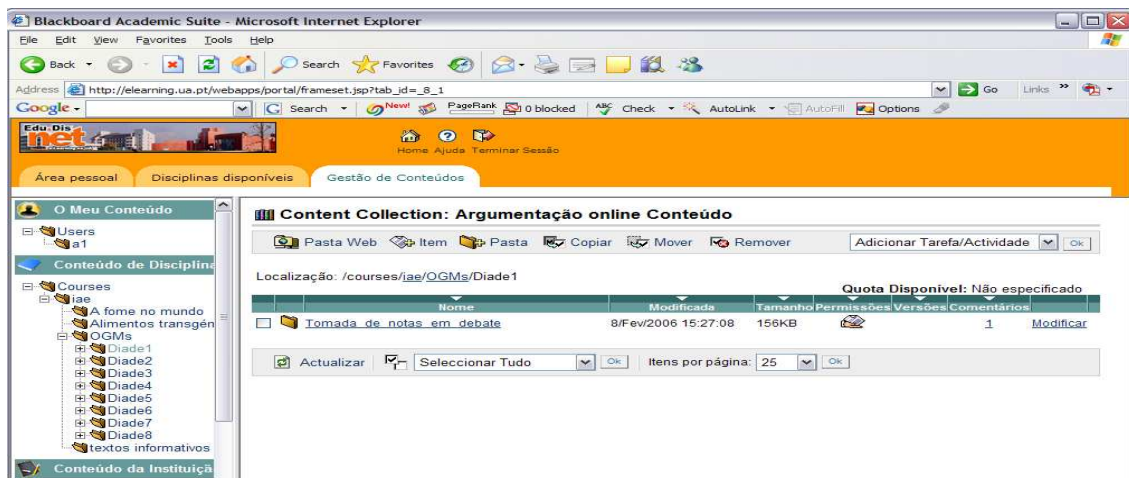 Blackboard Academic Suite - Microsoft Internet Explorer
File Edit View Favorites Tools Help
Back Search Favorites
Address http://elearning.ua.pt/webapps/portal/frameset.jsp?tab_id=_8_1 Go Links »
Google Search New! PageRank 0 blocked ABC Check AutoLink AutoFill Options
Edu.Dis net
Home Ajuda Terminar Sessão
Área pessoal Disciplinas disponíveis Gestão de Conteúdos
O Meu Conteúdo
Users
a1
Conteúdo de Disciplina
Courses
iae
A fome no mundo
Alimentos transgén
OGMs
Diade1
Diade2
Diade3
Diade4
Diade5
Diade6
Diade7
Diade8
textos informativos
Conteúdo da Instituiçã
Content Collection: Argumentação online Conteúdo
Pasta Web Item Pasta Copiar Mover Remover Adicionar Tarefa/Actividade Ok
Localização: /courses/iae/OGMs/Diade1
Quota Disponível: Não especificado
Nome Modificada Tamanho Permissões Versões Comentários
Tomada de notas em debate 8/Fev/2006 15:27:08 156KB 1 Modificar
Actualizar Seleccionar Tudo Ok Itens por página: 25 Ok